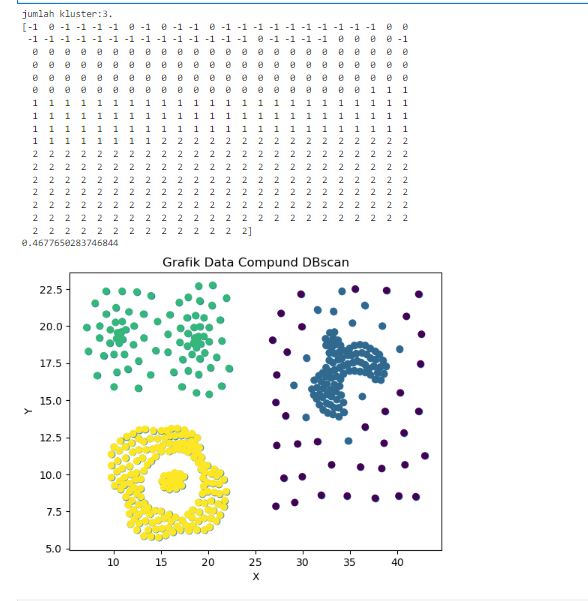 jumlah kluster:3.
[-1 0 -1 -1 -1 -1 0 -1 0 -1 -1 0 -1 -1 -1 -1 -1 -1 -1 -1 -1 -1 0 0
-1 -1 -1 -1 -1 -1 -1 -1 -1 -1 -1 -1 -1 -1 0 -1 -1 -1 -1 -1 0 0 0 -1
0 0 0 0 0 0 0 0 0 0 0 0 0 0 0 0 0 0 0 0 0 0 0 0
0 0 0 0 0 0 0 0 0 0 0 0 0 0 0 0 0 0 0 0 0 0 0 0
0 0 0 0 0 0 0 0 0 0 0 0 0 0 0 0 0 0 0 0 0 0 0 0
0 0 0 0 0 0 0 0 0 0 0 0 0 0 0 0 0 0 0 0 0 1 1 1
1 1 1 1 1 1 1 1 1 1 1 1 1 1 1 1 1 1 1 1 1 1 1 1
1 1 1 1 1 1 1 1 1 1 1 1 1 1 1 1 1 1 1 1 1 1 1 1
1 1 1 1 1 1 1 1 1 1 1 1 1 1 1 1 1 1 1 1 1 1 1 1
1 1 1 1 1 1 1 1 2 2 2 2 2 2 2 2 2 2 2 2 2 2 2 2
2 2 2 2 2 2 2 2 2 2 2 2 2 2 2 2 2 2 2 2 2 2 2 2
2 2 2 2 2 2 2 2 2 2 2 2 2 2 2 2 2 2 2 2 2 2 2 2
2 2 2 2 2 2 2 2 2 2 2 2 2 2 2 2 2 2 2 2 2 2 2 2
2 2 2 2 2 2 2 2 2 2 2 2 2 2 2 2 2 2 2 2 2 2 2 2
2 2 2 2 2 2 2 2 2 2 2 2 2 2 2 2 2 2 2 2 2 2 2 2
2 2 2 2 2 2 2 2 2 2 2 2 2 2 2 2 2 2 2 2 2 2 2 2
2 2 2 2 2 2 2 2 2 2 2 2 2 2]
0.4677650283746844
Grafik Data Compund DBscan
22.5
20.0
17.5
15.0
12.5
10.0
7.5
5.0
Y
10 15 20 25 30 35 40
X